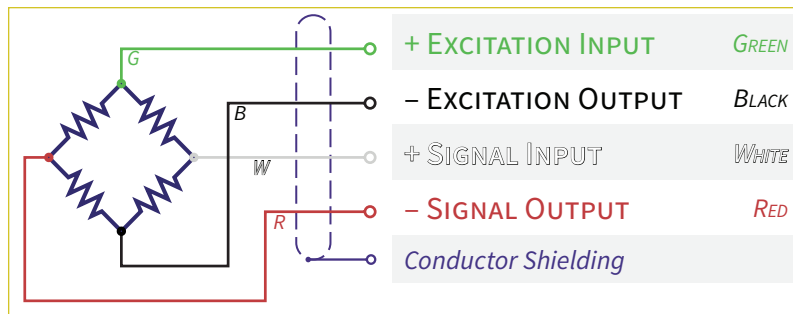 G
+ Excitation Input Green
B
− Excitation Output Black
W
+ Signal Input White
R
− Signal Output Red
Conductor Shielding